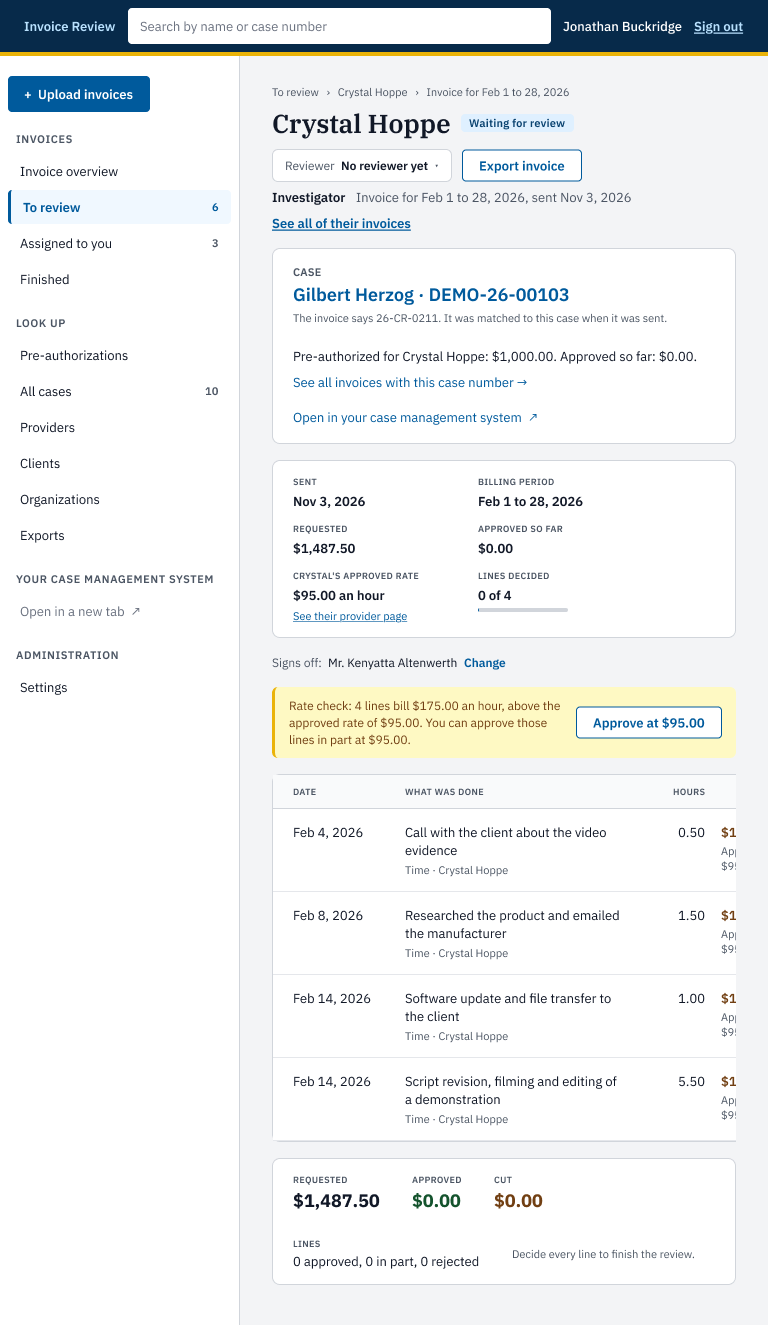 Invoice Review
Search by name or case number
Jonathan Buckridge
Sign out
+ Upload invoices
INVOICES
Invoice overview
To review 6
Assigned to you 3
Finished
LOOK UP
Pre-authorizations
All cases 10
Providers
Clients
Organizations
Exports
YOUR CASE MANAGEMENT SYSTEM
Open in a new tab ↗
ADMINISTRATION
Settings
To review › Crystal Hoppe › Invoice for Feb 1 to 28, 2026
Crystal Hoppe Waiting for review
Reviewer No reviewer yet · Export invoice
Investigator Invoice for Feb 1 to 28, 2026, sent Nov 3, 2026
See all of their invoices
CASE
Gilbert Herzog · DEMO-26-00103
The invoice says 26-CR-0211. It was matched to this case when it was sent.
Pre-authorized for Crystal Hoppe: $1,000.00. Approved so far: $0.00.
See all invoices with this case number →
Open in your case management system ↗
SENT BILLING PERIOD
Nov 3, 2026 Feb 1 to 28, 2026
REQUESTED APPROVED SO FAR
$1,487.50 $0.00
CRYSTAL'S APPROVED RATE LINES DECIDED
$95.00 an hour 0 of 4
See their provider page
Signs off: Mr. Kenyatta Altenwerth Change
Rate check: 4 lines bill $175.00 an hour, above the
approved rate of $95.00. You can approve those
lines in part at $95.00.
Approve at $95.00
DATE WHAT WAS DONE HOURS
Feb 4, 2026 Call with the client about the video 0.50 $1
evidence App
Time · Crystal Hoppe $95
Feb 8, 2026 Researched the product and emailed 1.50 $1
the manufacturer App
Time · Crystal Hoppe $95
Feb 14, 2026 Software update and file transfer to 1.00 $1
the client App
Time · Crystal Hoppe $95
Feb 14, 2026 Script revision, filming and editing of 5.50 $1
a demonstration App
Time · Crystal Hoppe $95
REQUESTED APPROVED CUT
$1,487.50 $0.00 $0.00
LINES
0 approved, 0 in part, 0 rejected
Decide every line to finish the review.